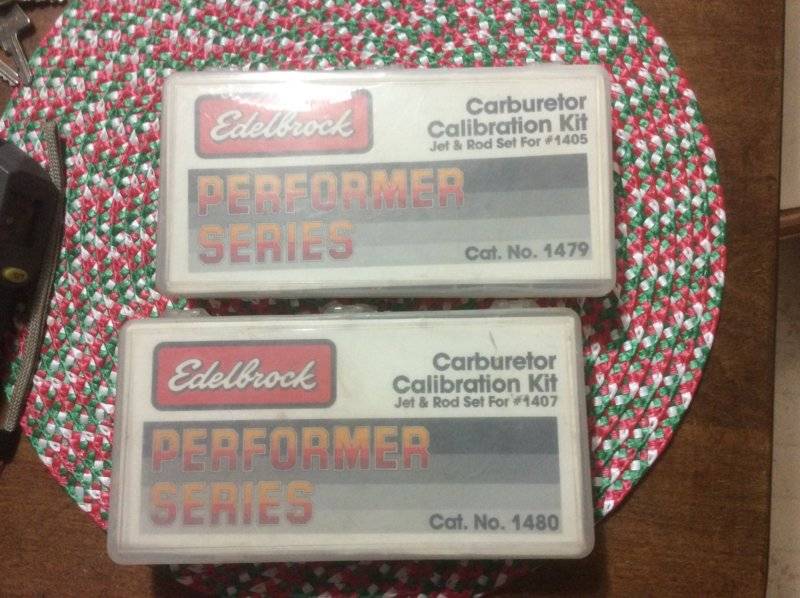 Edelbrock
Carburetor
Calibration Kit
Jet & Rod Set For #1405
PERFORMER
SERIES
Cat. No. 1479
Edelbrock
Carburetor
Calibration Kit
Jet & Rod Set For #1407
PERFORMER
SERIES
Cat. No. 1480